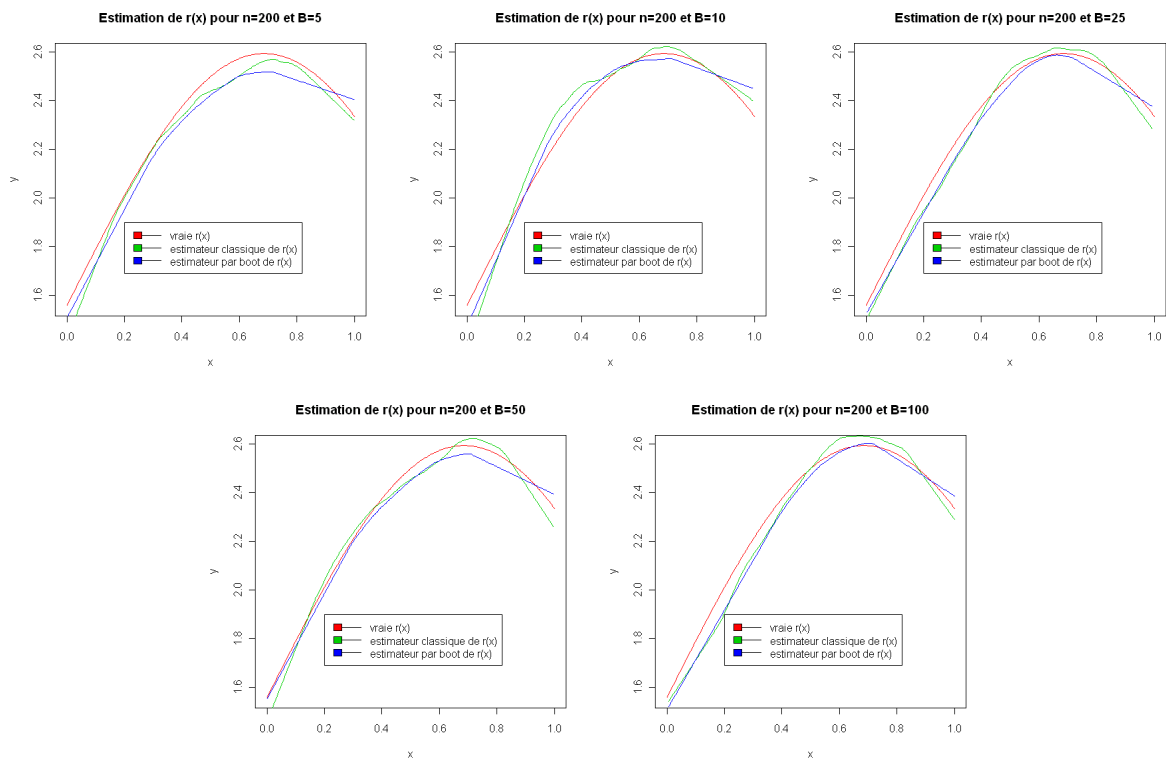 Estimation de r(x) pour n=200 et B=5
2.6
2.4
2.2
2.0
1.8
1.6
y
vraie r(x)
estimateur classique de r(x)
estimateur par boot de r(x)
0.0 0.2 0.4 0.6 0.8 1.0
x
Estimation de r(x) pour n=200 et B=10
2.6
2.4
2.2
2.0
1.8
1.6
y
vraie r(x)
estimateur classique de r(x)
estimateur par boot de r(x)
0.0 0.2 0.4 0.6 0.8 1.0
x
Estimation de r(x) pour n=200 et B=25
2.6
2.4
2.2
2.0
1.8
1.6
y
vraie r(x)
estimateur classique de r(x)
estimateur par boot de r(x)
0.0 0.2 0.4 0.6 0.8 1.0
x
Estimation de r(x) pour n=200 et B=50
2.6
2.4
2.2
2.0
1.8
1.6
y
vraie r(x)
estimateur classique de r(x)
estimateur par boot de r(x)
0.0 0.2 0.4 0.6 0.8 1.0
x
Estimation de r(x) pour n=200 et B=100
2.6
2.4
2.2
2.0
1.8
1.6
y
vraie r(x)
estimateur classique de r(x)
estimateur par boot de r(x)
0.0 0.2 0.4 0.6 0.8 1.0
x